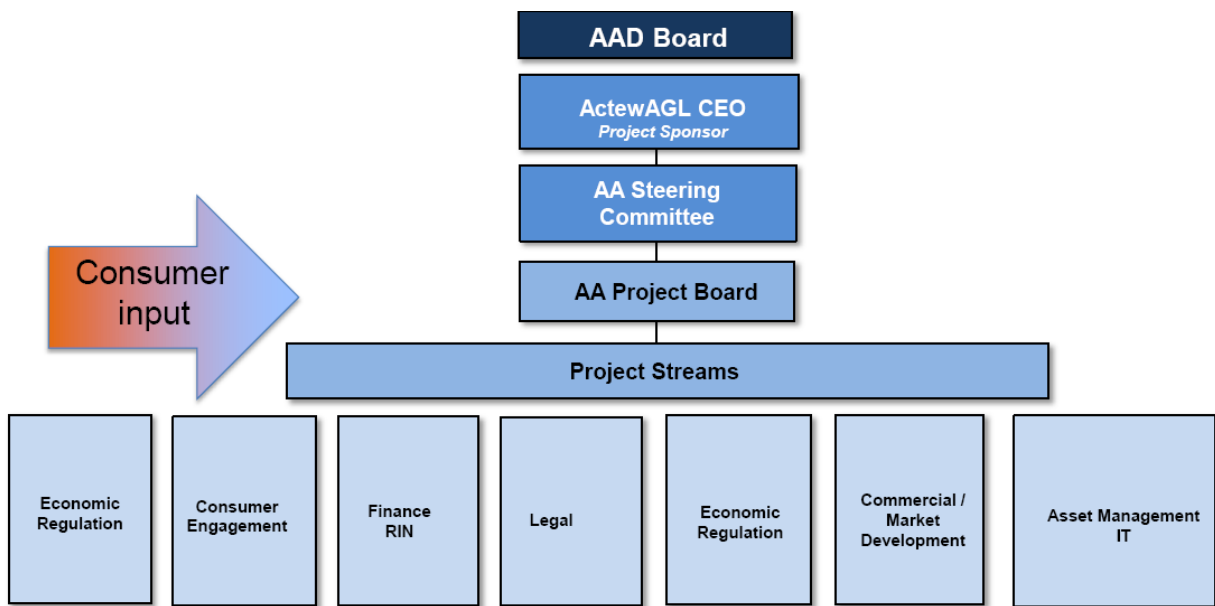 AAD Board
ActewAGL CEO
Project Sponsor
AA Steering
Committee
Consumer
input
AA Project Board
Project Streams
Economic
Regulation
Consumer
Engagement
Finance
RIN
Legal
Economic
Regulation
Commercial /
Market
Development
Asset Management
IT